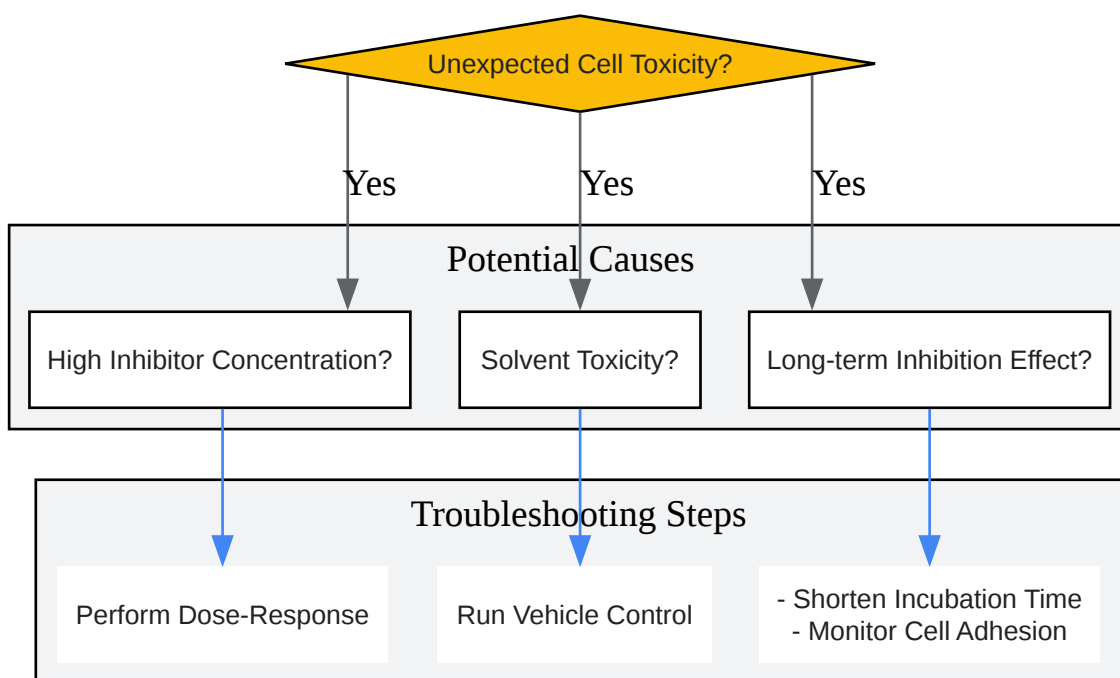 Unexpected Cell Toxicity?
Yes
Yes
Yes
Potential Causes
High Inhibitor Concentration?
Solvent Toxicity?
Long-term Inhibition Effect?
Troubleshooting Steps
Perform Dose-Response
Run Vehicle Control
- Shorten Incubation Time
- Monitor Cell Adhesion